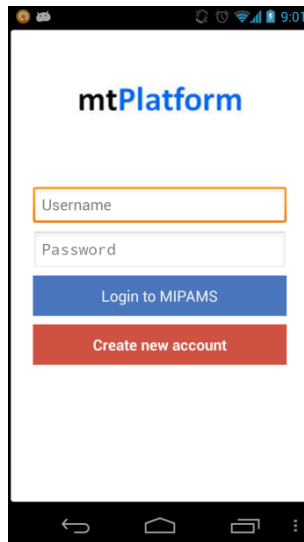 9:01
mtPlatform
Username
Password
Login to MIPAMS
Create new account